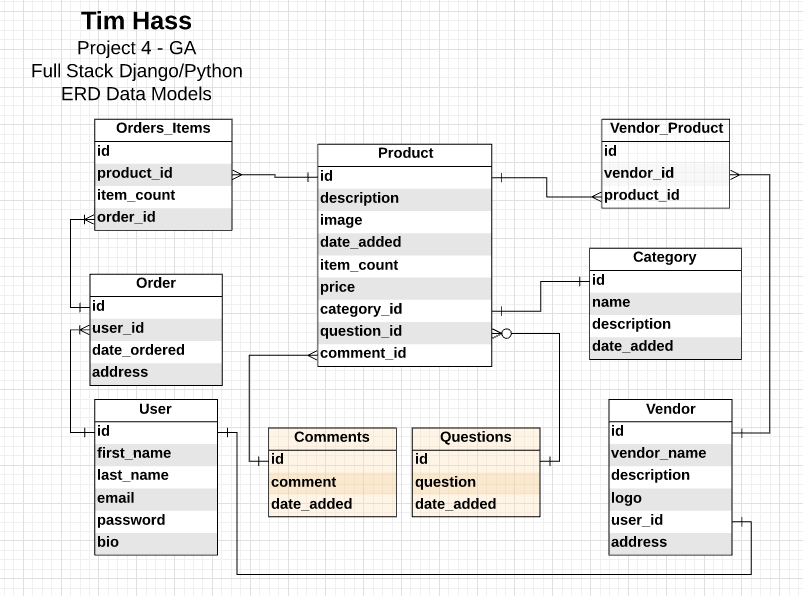 Tim Hass
Project 4 - GA
Full Stack Django/Python
ERD Data Models
Orders_Items
id
product_id
item_count
order_id
Product
id
description
image
date_added
item_count
price
category_id
question_id
comment_id
Vendor_Product
id
vendor_id
product_id
Category
id
name
description
date_added
Order
id
user_id
date_ordered
address
User
id
first_name
last_name
email
password
bio
Comments
id
comment
date_added
Questions
id
question
date_added
Vendor
id
vendor_name
description
logo
user_id
address